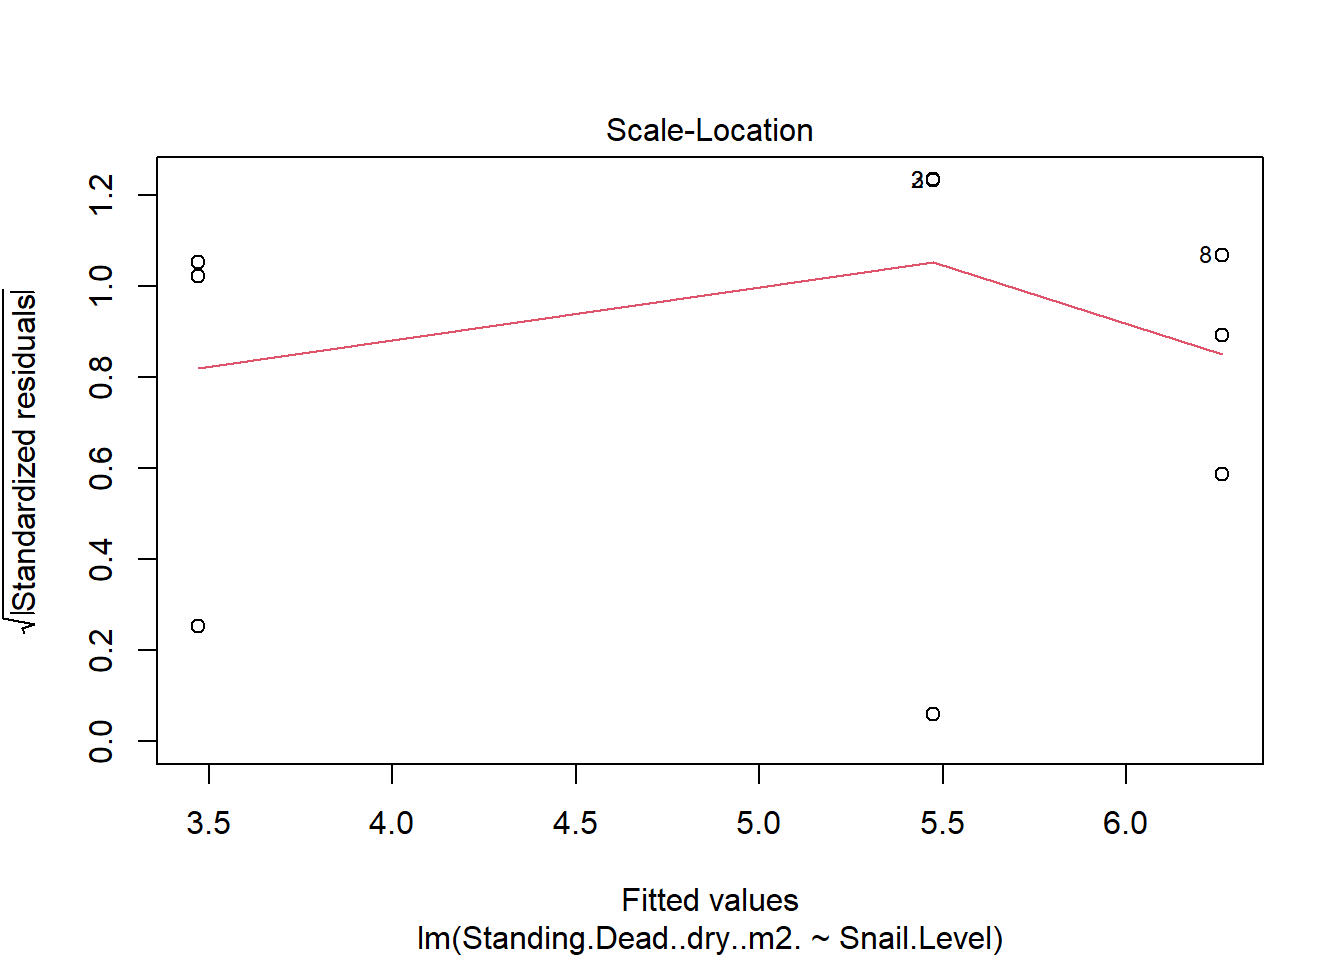 Scale-Location
√|Standardized residuals|
1.2
1.0
0.8
0.6
0.4
0.2
0.0
8
3.5 4.0 4.5 5.0 5.5 6.0
Fitted values
lm(Standing.Dead..dry..m2. ~ Snail.Level)